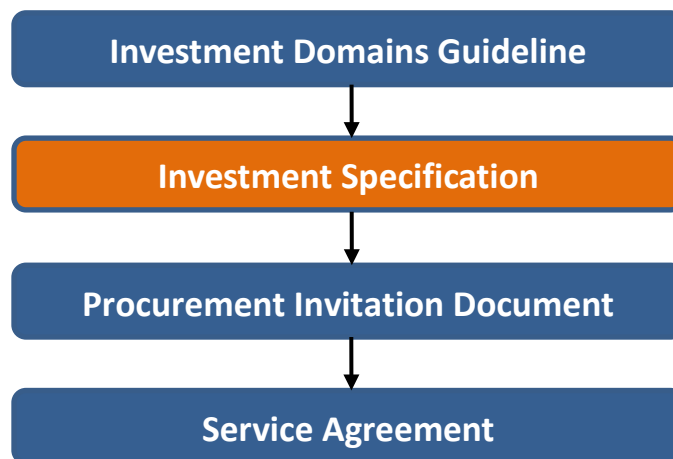 Investment Domains Guideline
Investment Specification
Procurement Invitation Document
Service Agreement